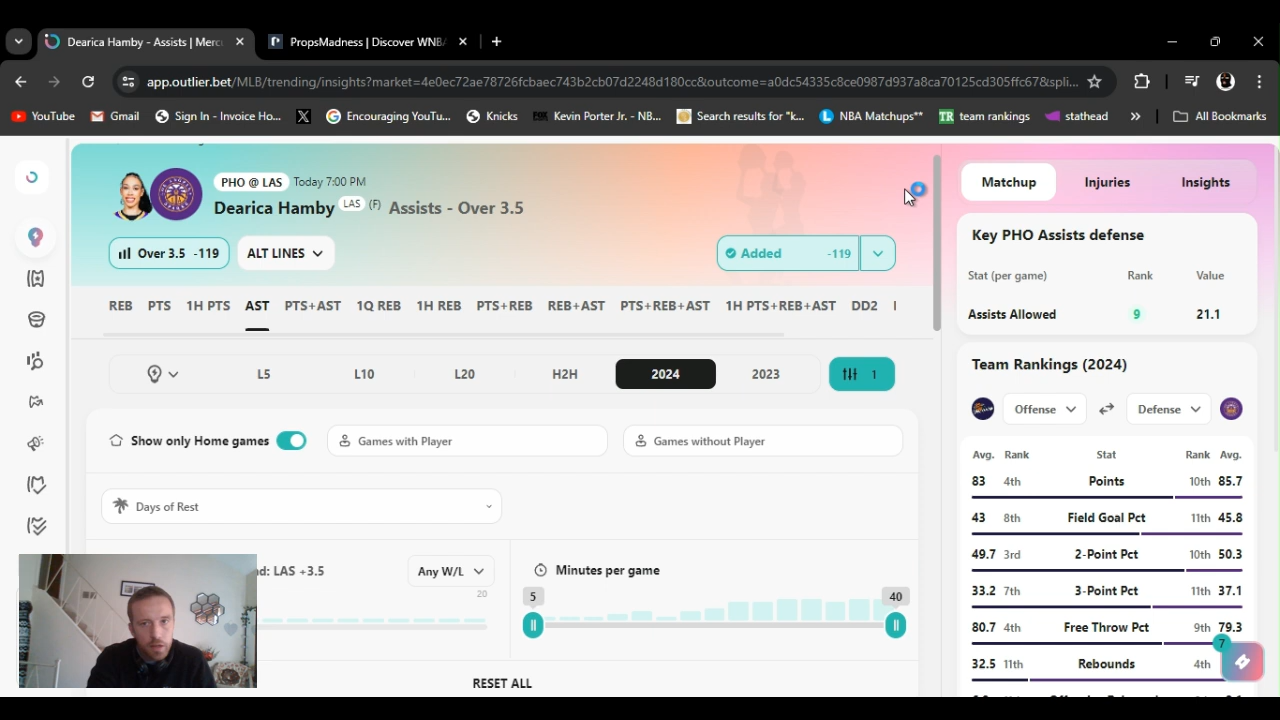 Dearica Hamby - Assists | Merc
PropsMadness | Discover WNBA
app.outlier.bet/MLB/trending/insights?market=4e0ec72ae78726fcbaec743b2cb07d2248d180cc&outcome=a0dc54335c8ce0987d937a8ca70125cd305ffc67&spli...
YouTube Gmail Sign In - Invoice Ho... Encouraging YouTu... Knicks Kevin Porter Jr. - NB... Search results for "k... NBA Matchups** TR team rankings stathead » All Bookmarks
PHO @ LAS Today 7:00 PM
Dearica Hamby LAS (F) Assists - Over 3.5
Over 3.5 -119 ALT LINES Added -119
REB PTS 1H PTS AST PTS+AST 1Q REB 1H REB PTS+REB REB+AST PTS+REB+AST 1H PTS+REB+AST DD2
L5 L10 L20 H2H 2024 2023 1
Show only Home games Games with Player Games without Player
Days of Rest
d: LAS +3.5 Any W/L
20
Minutes per game
5 40
RESET ALL
Matchup Injuries Insights
Key PHO Assists defense
Stat (per game) Rank Value
Assists Allowed 9 21.1
Team Rankings (2024)
Offense Defense
Avg. Rank Stat Rank Avg.
83 4th Points 10th 85.7
43 8th Field Goal Pct 11th 45.8
49.7 3rd 2-Point Pct 10th 50.3
33.2 7th 3-Point Pct 11th 37.1
80.7 4th Free Throw Pct 9th 79.3
7
32.5 11th Rebounds 4th